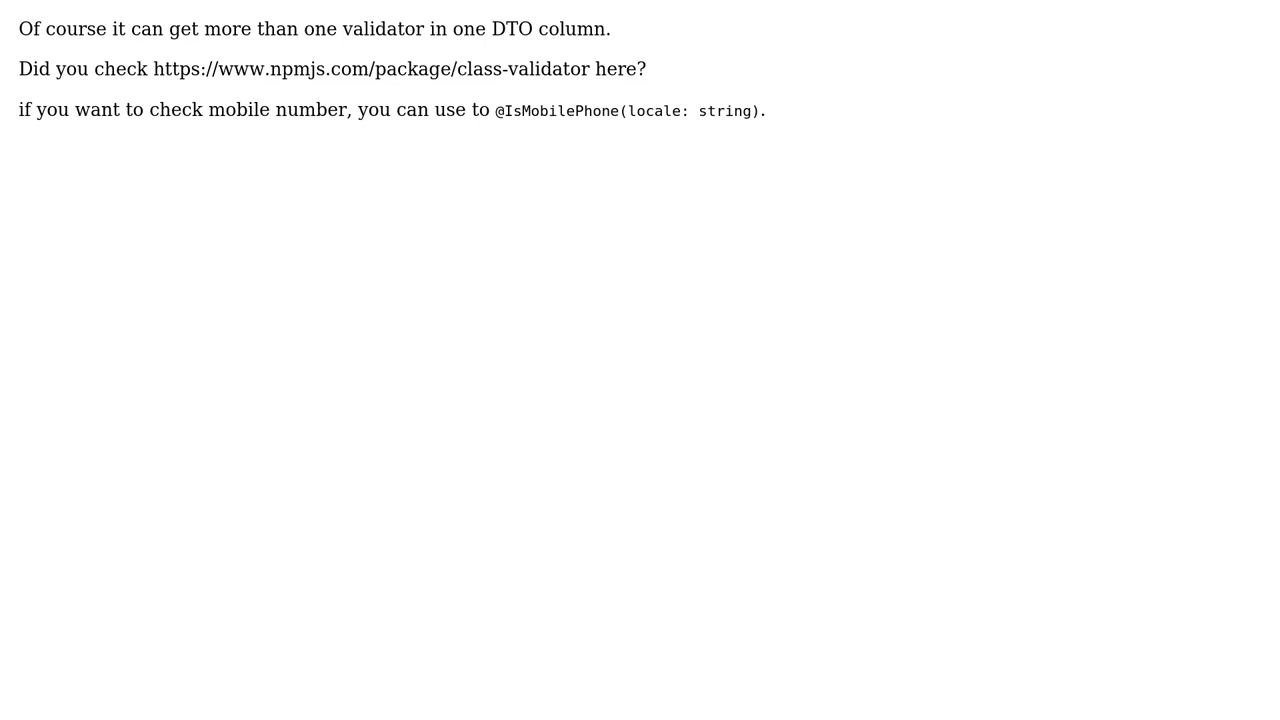 Of course it can get more than one validator in one DTO column.
Did you check https://www.npmjs.com/package/class-validator here?
if you want to check mobile number, you can use to @IsMobilePhone(locale: string).